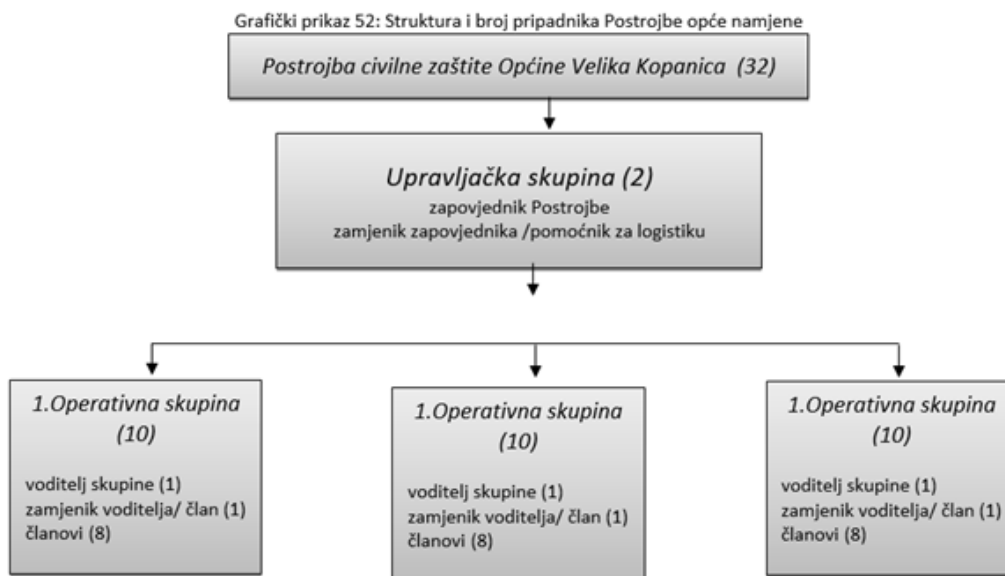 Grafički prikaz 52: Struktura i broj pripadnika Postrojbe opće namjene
Postrojba civilne zaštite Općine Velika Kopanica (32)
Upravljačka skupina (2)
zapovjednik Postrojbe
zamjenik zapovjednika /pomoćnik za logistiku
1.Operativna skupina
(10)
voditelj skupine (1)
zamjenik voditelja/ član (1)
članovi (8)
1.Operativna skupina
(10)
voditelj skupine (1)
zamjenik voditelja/ član (1)
članovi (8)
1.Operativna skupina
(10)
voditelj skupine (1)
zamjenik voditelja/ član (1)
članovi (8)